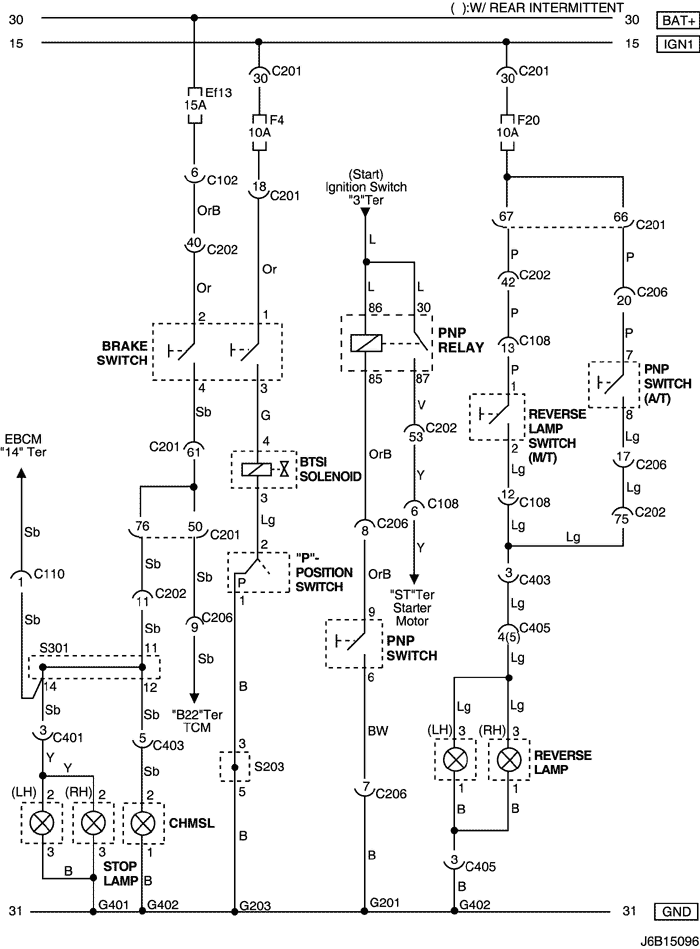 ( ):W/ REAR INTERMITTENT
30 30 BAT+
15 15 IGN1
30 C201 30 C201
Ef13
15A
F4
10A
F20
10A
6 C102
18 C201
(Start)
Ignition Switch
"3"Ter
OrB
67 66 C201
40 C202
L
P P
Or Or
C202
42
C206
20
L L
86 30
P P
2 1
BRAKE
SWITCH
PNP
RELAY
C108
13
7
PNP
SWITCH
(A/T)
P
1
4 3
85 87
8
REVERSE
LAMP
SWITCH
(M/T)
Sb G V
2
Lg
EBCM
"14" Ter
C201 61
4
C202
53
Lg
17
C206
BTSI
SOLENOID
OrB
Y
3
12 C108
Lg
76 50 C201
Lg
C108
6
75 C202
Lg
Lg
Sb Sb Sb
2
8 C206
Y
"P"-
POSITION
SWITCH
P
1
C110
1
3
C403
C202
11
OrB
"ST"Ter
Starter
Motor
Lg
Sb
C206
9
9
C405
4(5)
Sb Sb
PNP
SWITCH
S301 11
Lg
14 12
6
B
Sb Sb
"B22"Ter
TCM
Lg Lg
3
C401
5
C403
BW
(LH) 3 (RH) 3
Y Y
3
S203
5
REVERSE
LAMP
Sb
1 1
7
C206
(LH) 2 (RH) 2 2
B B
CHMSL
3 3 1
B
B
3
C405
B
STOP
LAMP
B
B
31 G401 G402 G203 G201 G402 31 GND
J6B15096